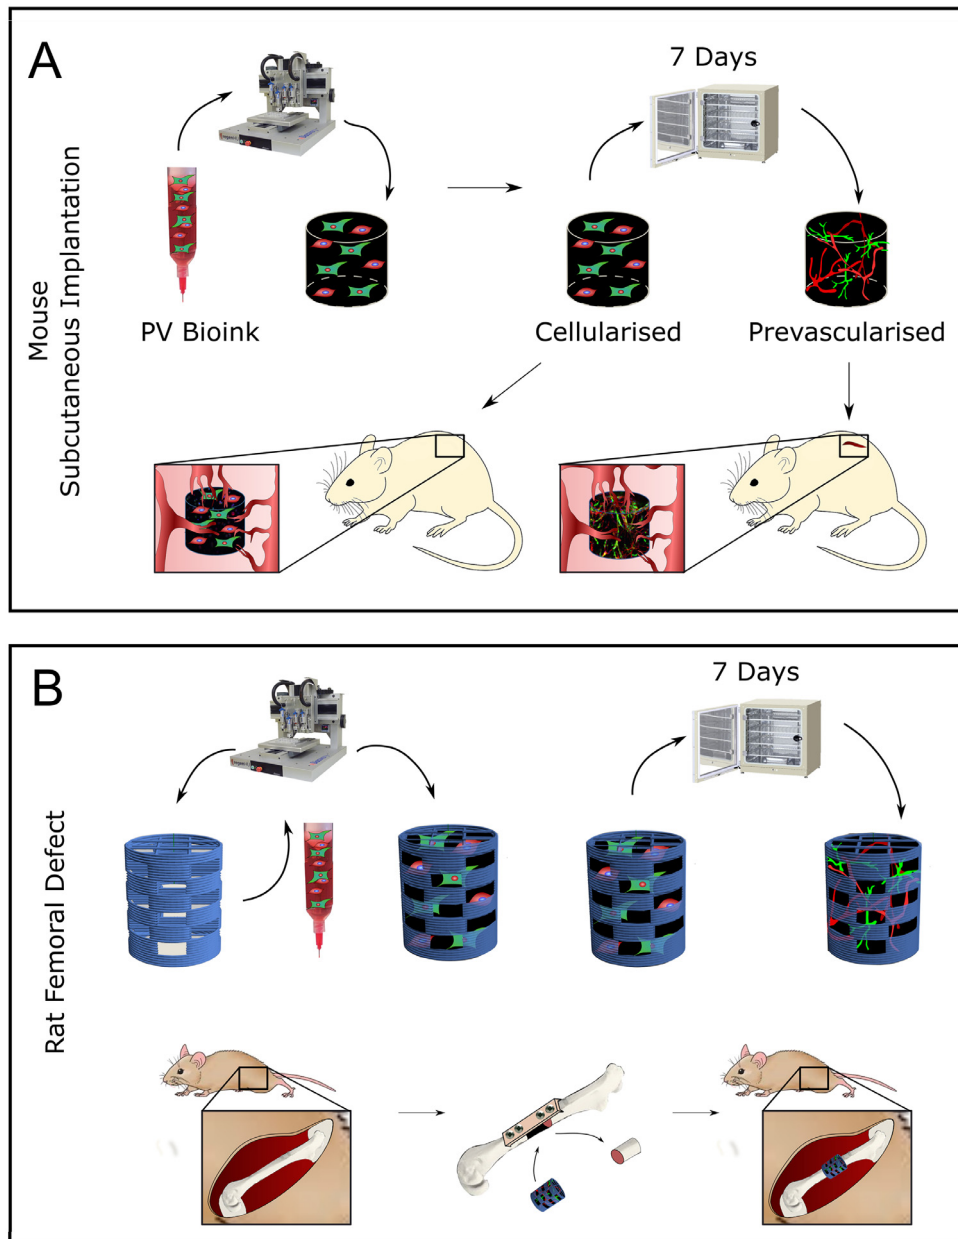 A
7 Days
Mouse
Subcutaneous Implantation
PV Bioink
Cellularised
Prevascularised
B
7 Days
Rat Femoral Defect